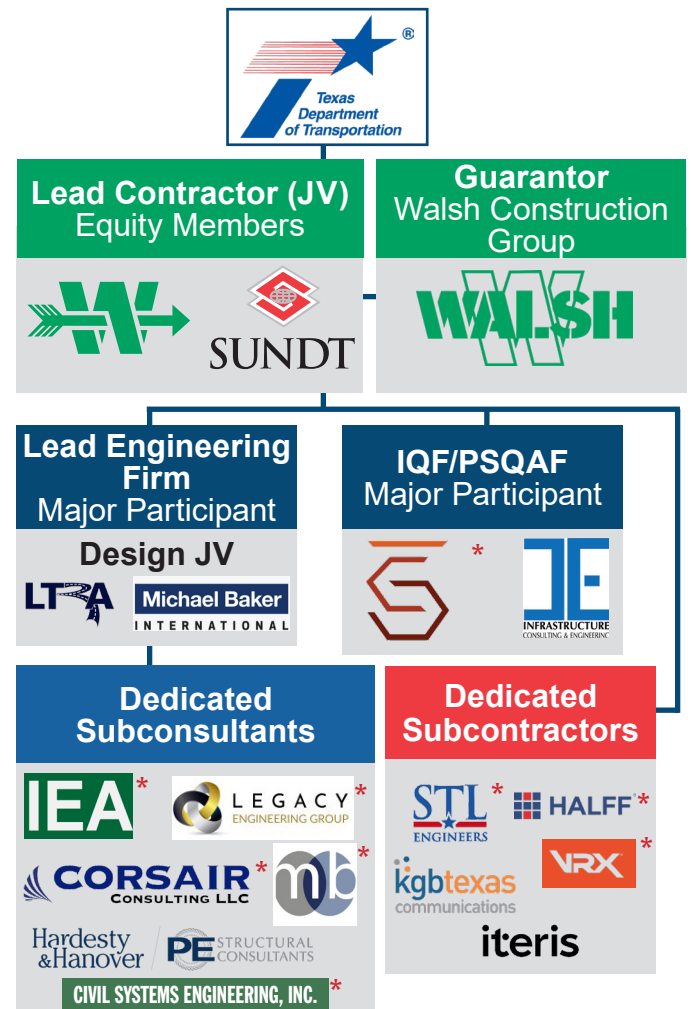 ®
Texas
Department
of Transportation
Lead Contractor (JV)
Equity Members
Guarantor
Walsh Construction
Group
W
SUNDT
WALSH
Lead Engineering
Firm
Major Participant
IQF/PSQAF
Major Participant
Design JV
LTRA
Michael Baker
INTERNATIONAL
*
INFRASTRUCTURE
CONSULTING & ENGINEERING
Dedicated
Subconsultants
Dedicated
Subcontractors
IEA*
LEGACY*
ENGINEERING GROUP
CORSAIR*
CONSULTING LLC
mb*
Hardesty
&Hanover
PE STRUCTURAL
CONSULTANTS
CIVIL SYSTEMS ENGINEERING, INC.*
STL*
ENGINEERS
HALFF*
kgbtexas
communications
VRX*
iteris